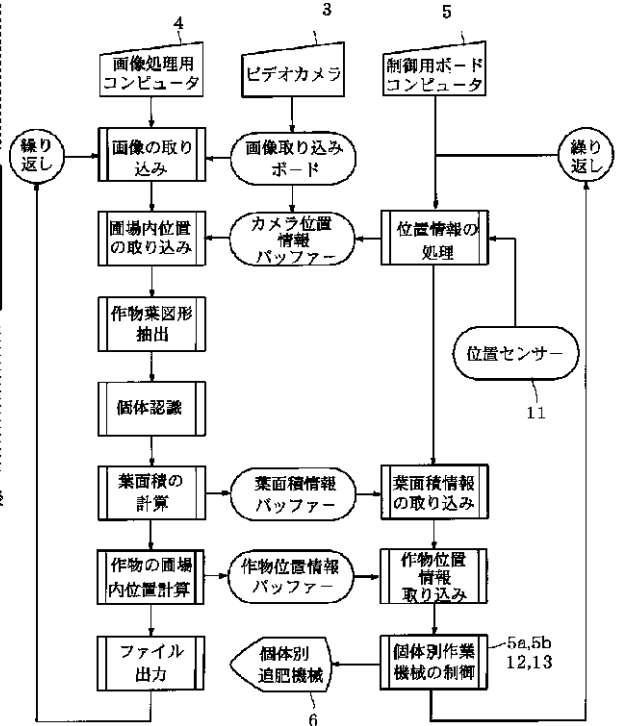 4
3
5
画像処理用
コンピュータ
ビデオカメラ
制御用ボード
コンピュータ
繰り
返し
画像の取り
込み
画像取り込み
ボード
繰り
返し
圃場内位置
の取り込み
カメラ位置
情報
バッファー
位置情報の
処理
作物葉図形
抽出
位置センサー
11
個体認識
葉面積の
計算
葉面積情報
バッファー
葉面積情報
の取り込み
作物の圃場
内位置計算
作物位置情報
バッファー
作物位置
情報
取り込み
ファイル
出力
個体別
追肥機械
6
個体別作業
機械の制御
5a,5b
12,13